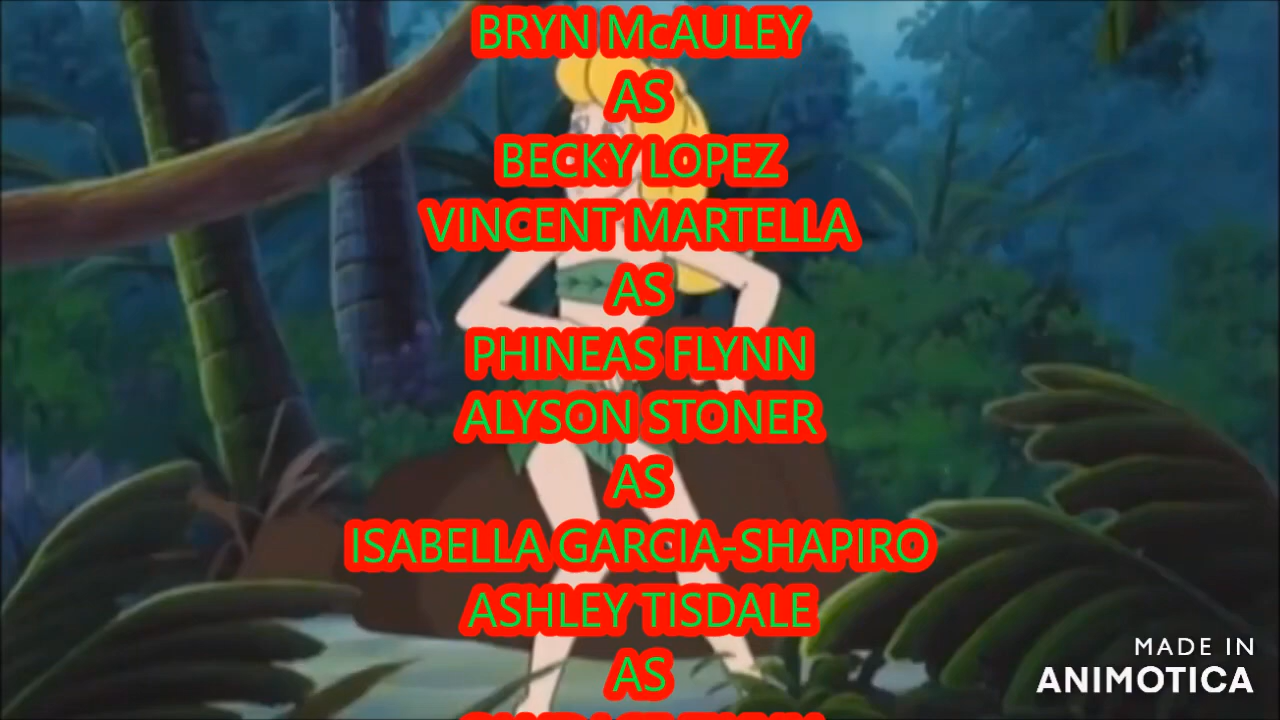 BRYN McAULEY
AS
BECKY LOPEZ
VINCENT MARTELLA
AS
PHINEAS FLYNN
ALYSON STONER
AS
ISABELLA GARCIA-SHAPIRO
ASHLEY TISDALE
AS
MADE IN
ANIMOTICA